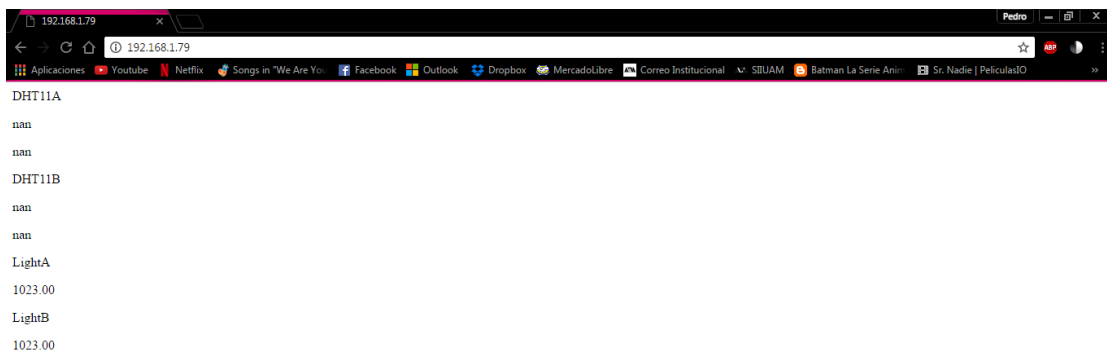 192.168.1.79
Pedro
192.168.1.79
ABP
Aplicaciones Youtube Netflix Songs in "We Are You Facebook Outlook Dropbox MercadoLibre Correo Institucional SIIUAM Batman La Serie Anim Sr. Nadie | PeliculasIO »
DHT11A
nan
nan
DHT11B
nan
nan
LightA
1023.00
LightB
1023.00